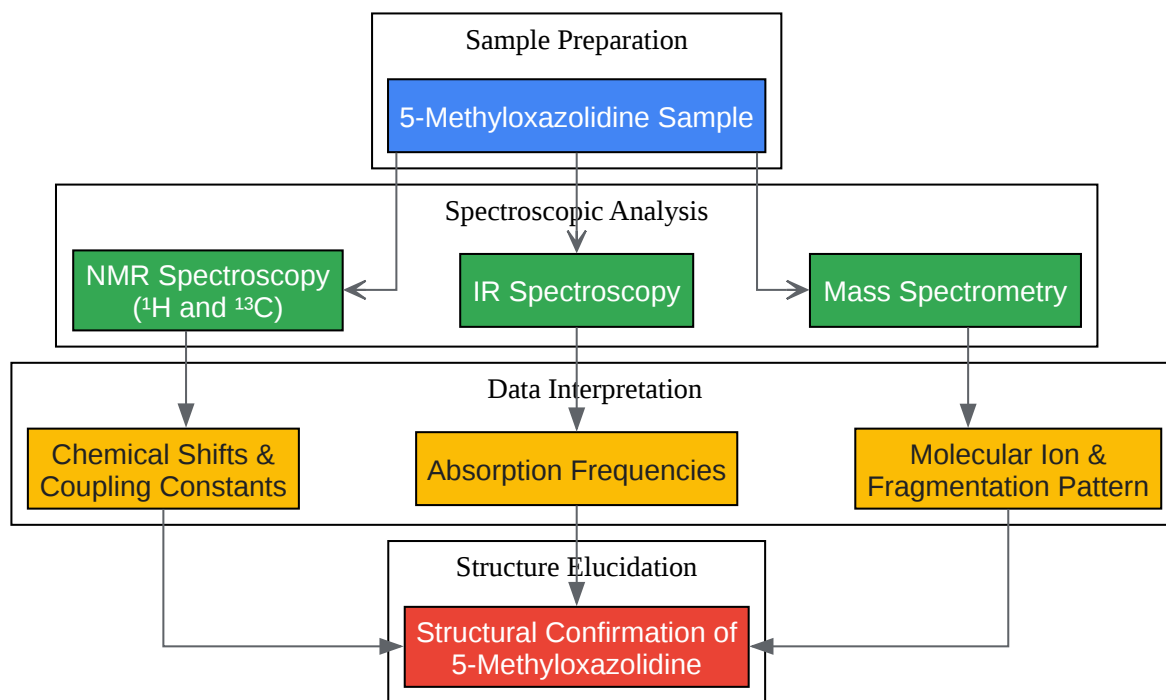 Sample Preparation
5-Methyloxazolidine Sample
Spectroscopic Analysis
NMR Spectroscopy
(¹H and ¹³C)
IR Spectroscopy
Mass Spectrometry
Data Interpretation
Chemical Shifts &
Coupling Constants
Absorption Frequencies
Molecular Ion &
Fragmentation Pattern
Structure Elucidation
Structural Confirmation of
5-Methyloxazolidine